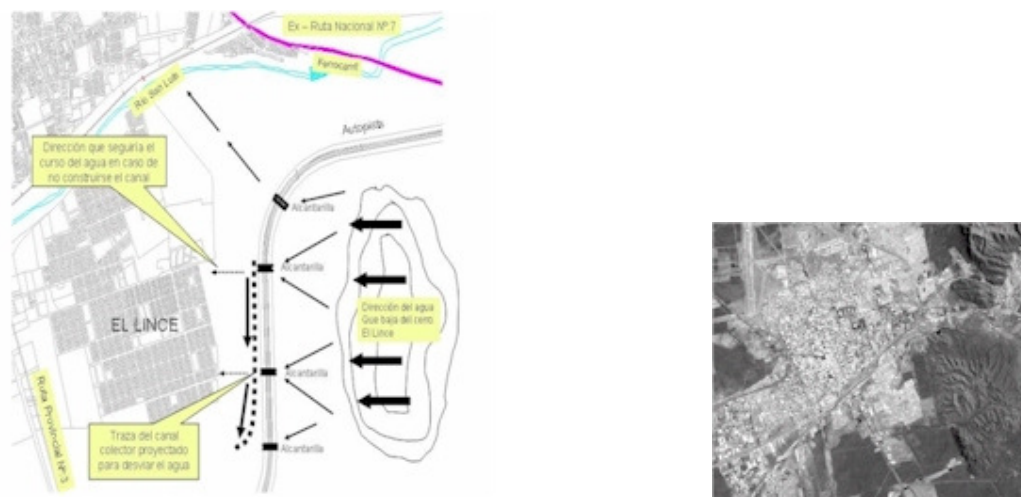 Ex - Ruta Nacional Nº 7
Ferrocarril
Río San Luis
Autopista
Dirección que seguiría el
curso del agua en caso de
no construirse el canal
Alcantarilla
Alcantarilla
Dirección del agua
Que baja del cerro
El Lince
EL LINCE
Alcantarilla
Ruta Provincial Nº 3
Traza del canal
colector proyectado
para desviar el agua
Alcantarilla